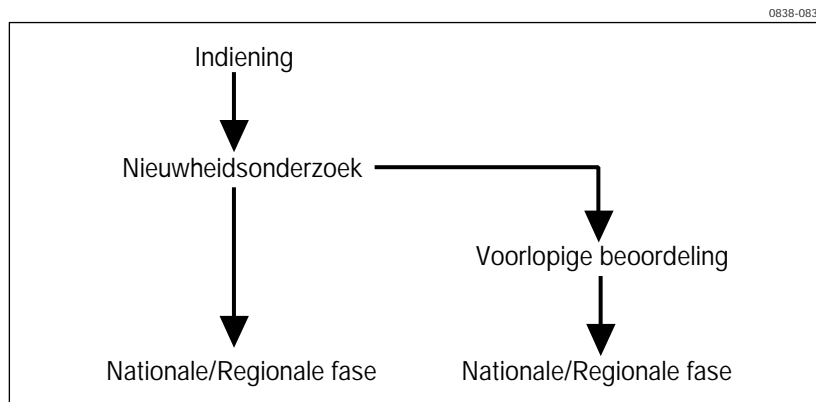 0838-083
Indiening
Nieuwheidsonderzoek
Voorlopige beoordeling
Nationale/Regionale fase Nationale/Regionale fase